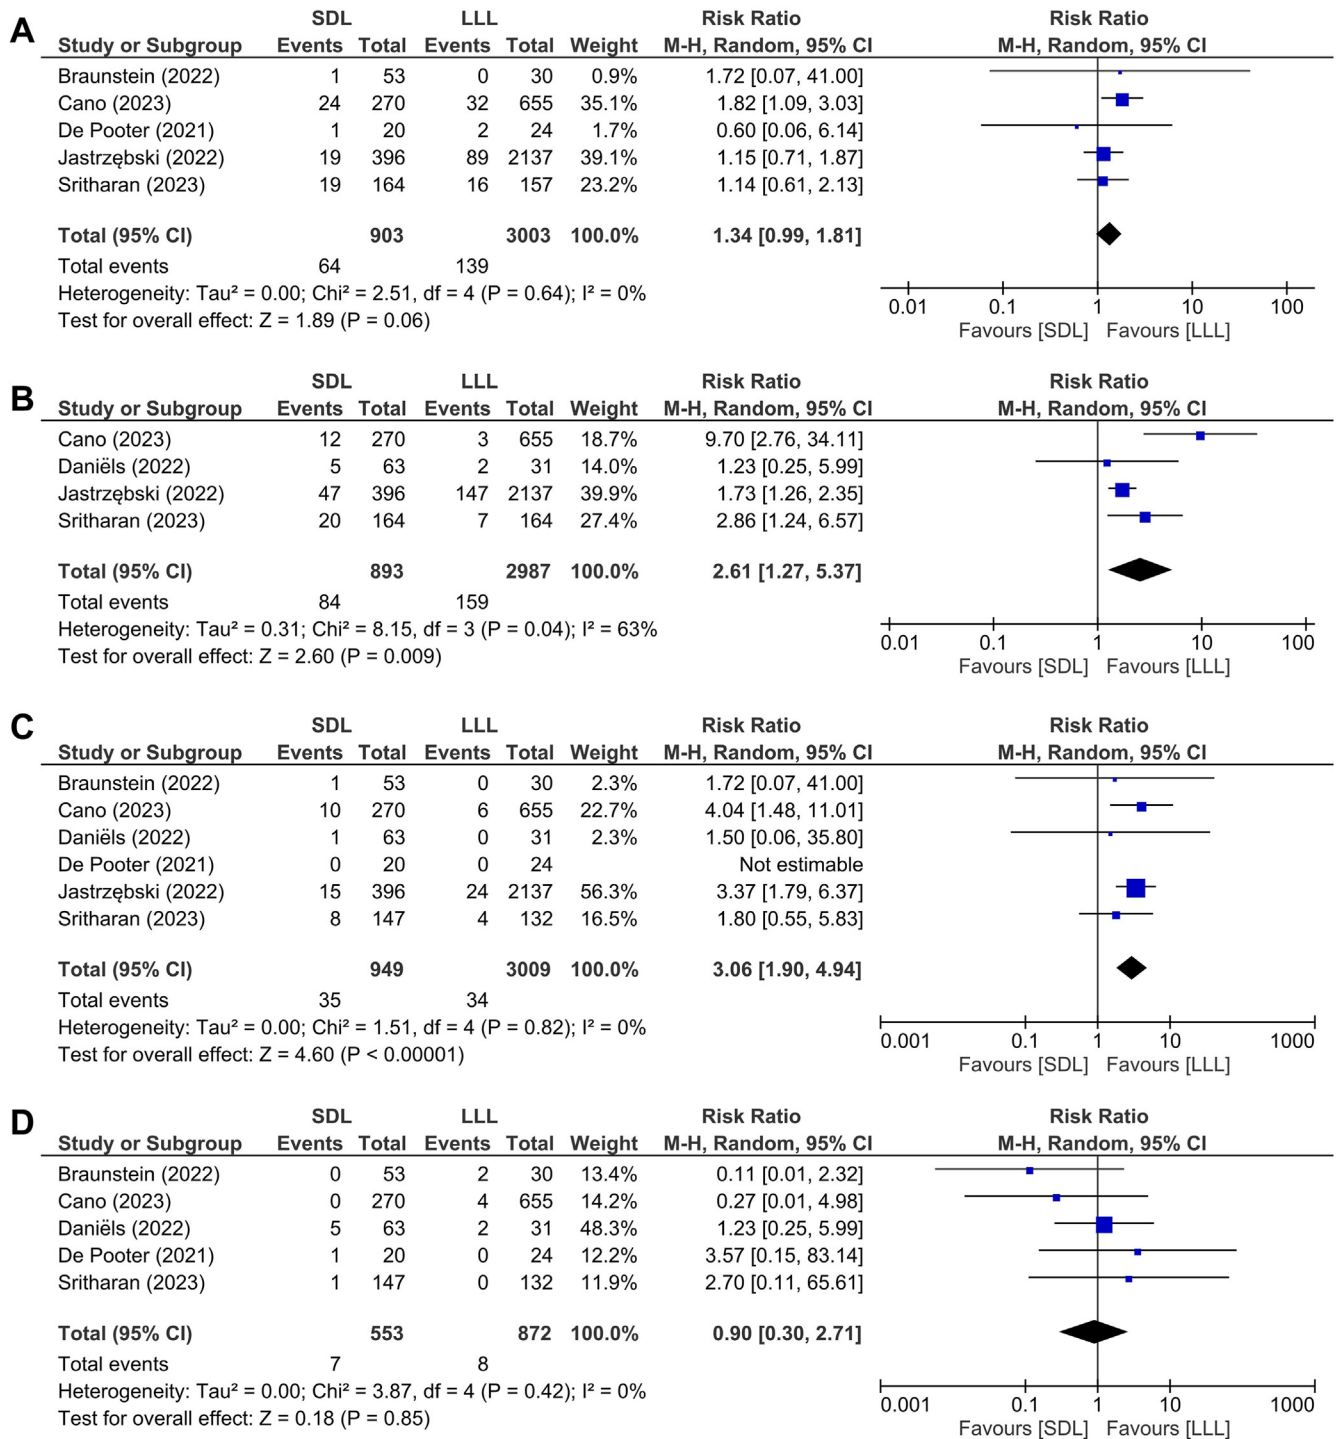 A
SDL LLL Risk Ratio Risk Ratio
Study or Subgroup Events Total Events Total Weight M-H, Random, 95% CI M-H, Random, 95% CI
Braunstein (2022) 1 53 0 30 0.9% 1.72 [0.07, 41.00]
Cano (2023) 24 270 32 655 35.1% 1.82 [1.09, 3.03]
De Pooter (2021) 1 20 2 24 1.7% 0.60 [0.06, 6.14]
Jastrzębski (2022) 19 396 89 2137 39.1% 1.15 [0.71, 1.87]
Sritharan (2023) 19 164 16 157 23.2% 1.14 [0.61, 2.13]
Total (95% CI) 903 3003 100.0% 1.34 [0.99, 1.81]
Total events 64 139
Heterogeneity: Tau² = 0.00; Chi² = 2.51, df = 4 (P = 0.64); I² = 0%
Test for overall effect: Z = 1.89 (P = 0.06)
0.01 0.1 1 10 100
Favours [SDL] Favours [LLL]
B
SDL LLL Risk Ratio Risk Ratio
Study or Subgroup Events Total Events Total Weight M-H, Random, 95% CI M-H, Random, 95% CI
Cano (2023) 12 270 3 655 18.7% 9.70 [2.76, 34.11]
Daniëls (2022) 5 63 2 31 14.0% 1.23 [0.25, 5.99]
Jastrzębski (2022) 47 396 147 2137 39.9% 1.73 [1.26, 2.35]
Sritharan (2023) 20 164 7 164 27.4% 2.86 [1.24, 6.57]
Total (95% CI) 893 2987 100.0% 2.61 [1.27, 5.37]
Total events 84 159
Heterogeneity: Tau² = 0.31; Chi² = 8.15, df = 3 (P = 0.04); I² = 63%
Test for overall effect: Z = 2.60 (P = 0.009)
0.01 0.1 1 10 100
Favours [SDL] Favours [LLL]
C
SDL LLL Risk Ratio Risk Ratio
Study or Subgroup Events Total Events Total Weight M-H, Random, 95% CI M-H, Random, 95% CI
Braunstein (2022) 1 53 0 30 2.3% 1.72 [0.07, 41.00]
Cano (2023) 10 270 6 655 22.7% 4.04 [1.48, 11.01]
Daniëls (2022) 1 63 0 31 2.3% 1.50 [0.06, 35.80]
De Pooter (2021) 0 20 0 24 Not estimable
Jastrzębski (2022) 15 396 24 2137 56.3% 3.37 [1.79, 6.37]
Sritharan (2023) 8 147 4 132 16.5% 1.80 [0.55, 5.83]
Total (95% CI) 949 3009 100.0% 3.06 [1.90, 4.94]
Total events 35 34
Heterogeneity: Tau² = 0.00; Chi² = 1.51, df = 4 (P = 0.82); I² = 0%
Test for overall effect: Z = 4.60 (P < 0.00001)
0.001 0.1 1 10 1000
Favours [SDL] Favours [LLL]
D
SDL LLL Risk Ratio Risk Ratio
Study or Subgroup Events Total Events Total Weight M-H, Random, 95% CI M-H, Random, 95% CI
Braunstein (2022) 0 53 2 30 13.4% 0.11 [0.01, 2.32]
Cano (2023) 0 270 4 655 14.2% 0.27 [0.01, 4.98]
Daniëls (2022) 5 63 2 31 48.3% 1.23 [0.25, 5.99]
De Pooter (2021) 1 20 0 24 12.2% 3.57 [0.15, 83.14]
Sritharan (2023) 1 147 0 132 11.9% 2.70 [0.11, 65.61]
Total (95% CI) 553 872 100.0% 0.90 [0.30, 2.71]
Total events 7 8
Heterogeneity: Tau² = 0.00; Chi² = 3.87, df = 4 (P = 0.42); I² = 0%
Test for overall effect: Z = 0.18 (P = 0.85)
0.001 0.1 1 10 1000
Favours [SDL] Favours [LLL]